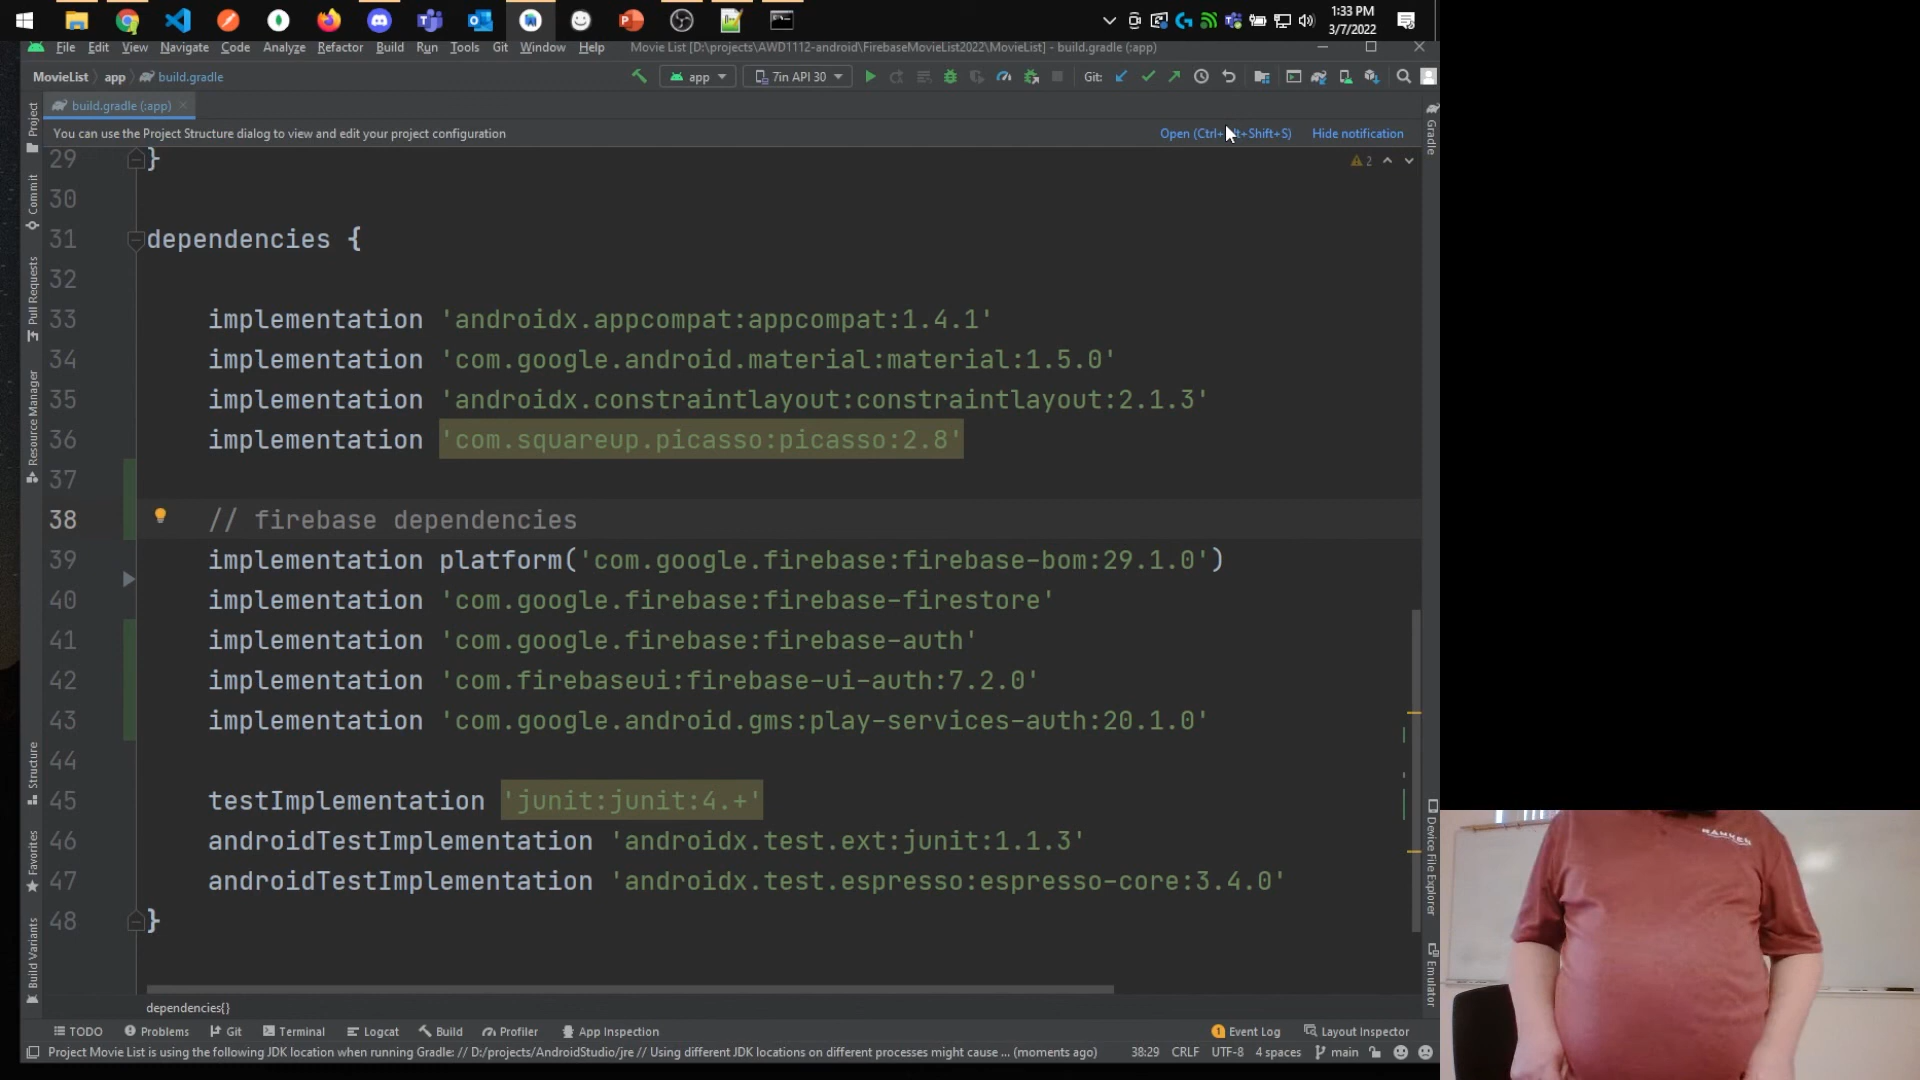 1:33 PM
3/7/2022
File Edit View Navigate Code Analyze Refactor Build Run Tools Git Window Help Movie List [D:\projects\AWD1112-android\FirebaseMovieList2022\MovieList] - build.gradle (:app)
MovieList app build.gradle
app 7in API 30 Git:
build.gradle (:app)
You can use the Project Structure dialog to view and edit your project configuration Open (Ctrl+Alt+Shift+S) Hide notification
29 }
2
30
31 dependencies {
32
33 implementation 'androidx.appcompat:appcompat:1.4.1'
34 implementation 'com.google.android.material:material:1.5.0'
35 implementation 'androidx.constraintlayout:constraintlayout:2.1.3'
36 implementation 'com.squareup.picasso:picasso:2.8'
37
38 // firebase dependencies
39 implementation platform('com.google.firebase:firebase-bom:29.1.0')
40 implementation 'com.google.firebase:firebase-firestore'
41 implementation 'com.google.firebase:firebase-auth'
42 implementation 'com.firebaseui:firebase-ui-auth:7.2.0'
43 implementation 'com.google.android.gms:play-services-auth:20.1.0'
44
45 testImplementation 'junit:junit:4.+'
46 androidTestImplementation 'androidx.test.ext:junit:1.1.3'
47 androidTestImplementation 'androidx.test.espresso:espresso-core:3.4.0'
48 }
dependencies{}
Project
Commit
Pull Requests
Resource Manager
Structure
Favorites
Build Variants
Gradle
Device File Explorer
Emulator
TODO Problems Git Terminal Logcat Build Profiler App Inspection 1 Event Log Layout Inspector
Project Movie List is using the following JDK location when running Gradle: // D:/projects/AndroidStudio/jre // Using different JDK locations on different processes might cause ... (moments ago) 38:29 CRLF UTF-8 4 spaces main